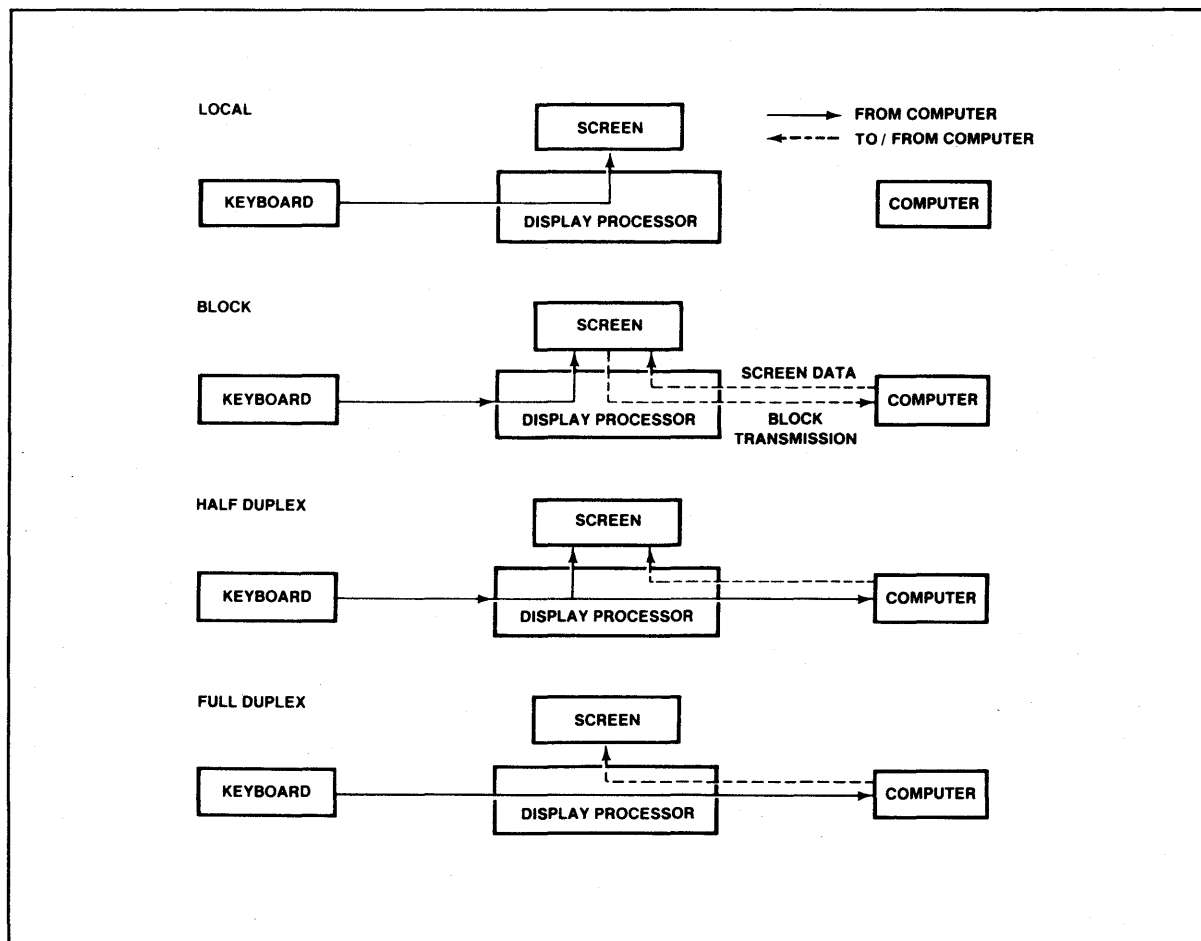 LOCAL
SCREEN
FROM COMPUTER
TO / FROM COMPUTER
KEYBOARD
DISPLAY PROCESSOR
COMPUTER
BLOCK
SCREEN
SCREEN DATA
KEYBOARD
DISPLAY PROCESSOR
COMPUTER
BLOCK
TRANSMISSION
HALF DUPLEX
SCREEN
KEYBOARD
DISPLAY PROCESSOR
COMPUTER
FULL DUPLEX
SCREEN
KEYBOARD
DISPLAY PROCESSOR
COMPUTER